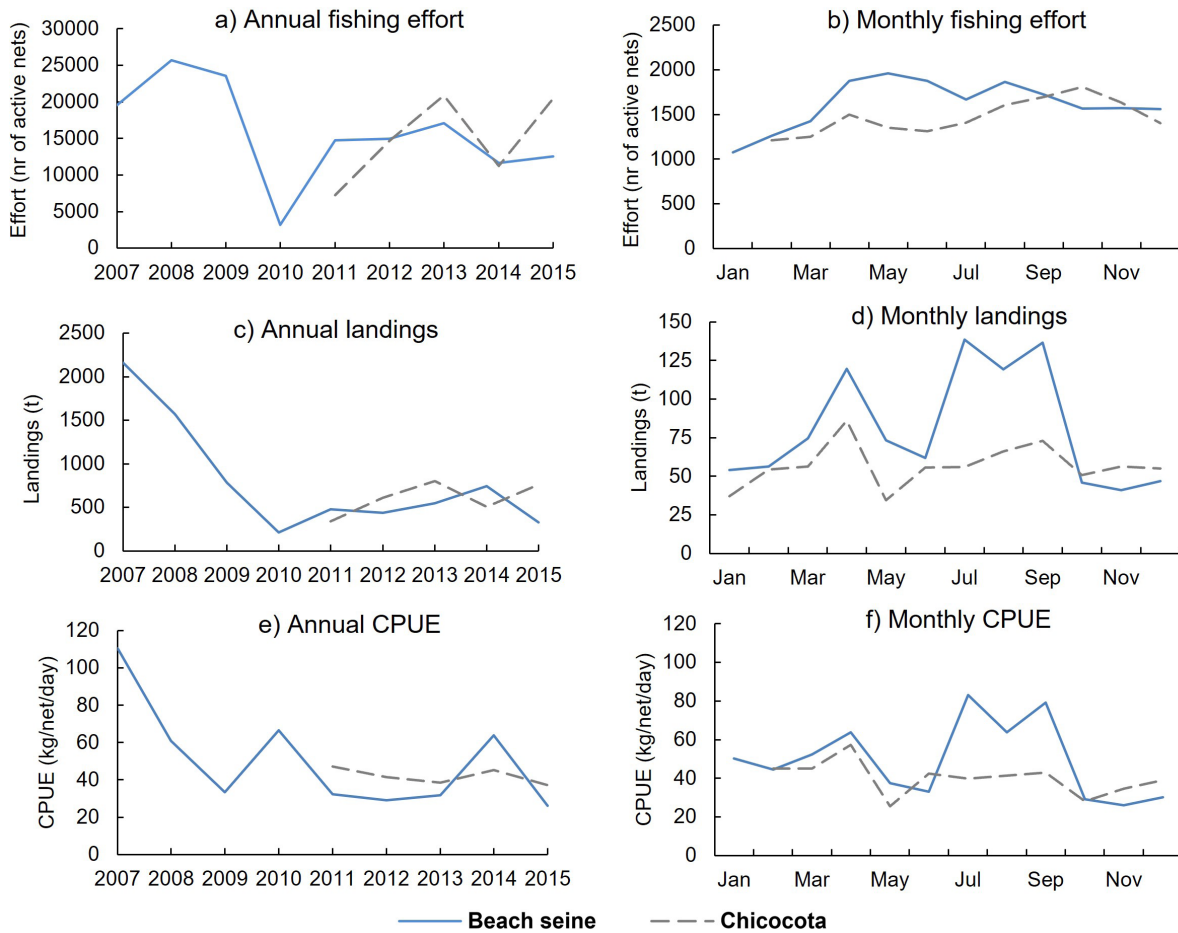 a) Annual fishing effort
Effort (nr of active nets)
30000
25000
20000
15000
10000
5000
0
2007 2008 2009 2010 2011 2012 2013 2014 2015
b) Monthly fishing effort
Effort (nr of active nets)
2500
2000
1500
1000
500
0
Jan Mar May Jul Sep Nov
c) Annual landings
Landings (t)
2500
2000
1500
1000
500
0
2007 2008 2009 2010 2011 2012 2013 2014 2015
d) Monthly landings
Landings (t)
150
125
100
75
50
25
0
Jan Mar May Jul Sep Nov
e) Annual CPUE
CPUE (kg/net/day)
120
100
80
60
40
20
0
2007 2008 2009 2010 2011 2012 2013 2014 2015
f) Monthly CPUE
CPUE (kg/net/day)
120
100
80
60
40
20
0
Jan Mar May Jul Sep Nov
Beach seine Chicocota